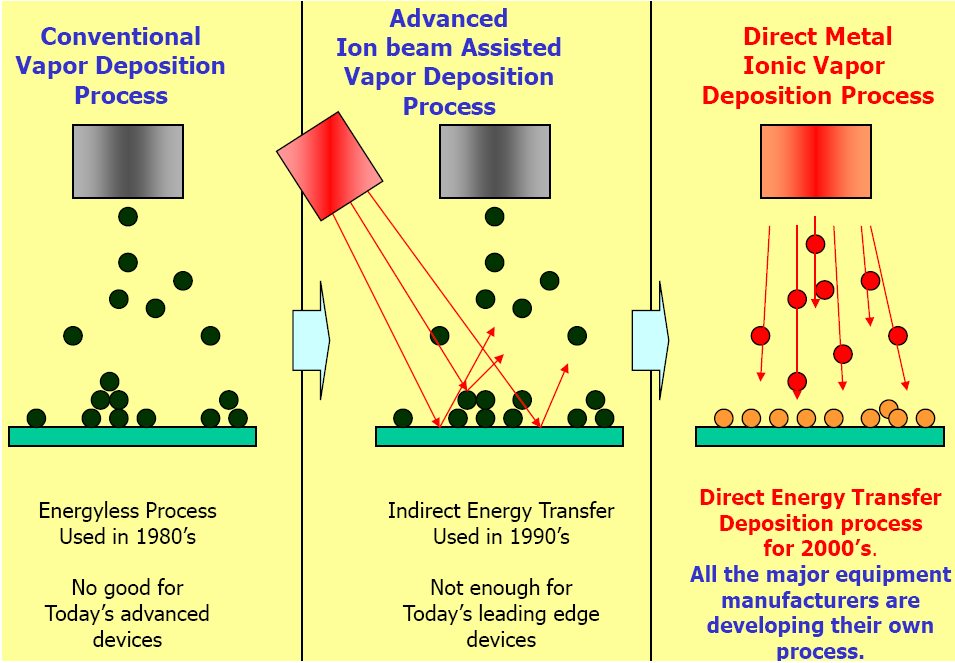 Conventional
Vapor Deposition
Process
Energyless Process
Used in 1980's
No good for
Today's advanced
devices
Advanced
Ion beam Assisted
Vapor Deposition
Process
Indirect Energy Transfer
Used in 1990's
Not enough for
Today's leading edge
devices
Direct Metal
Ionic Vapor
Deposition Process
Direct Energy Transfer
Deposition process
for 2000's.
All the major equipment
manufacturers are
developing their own
process.